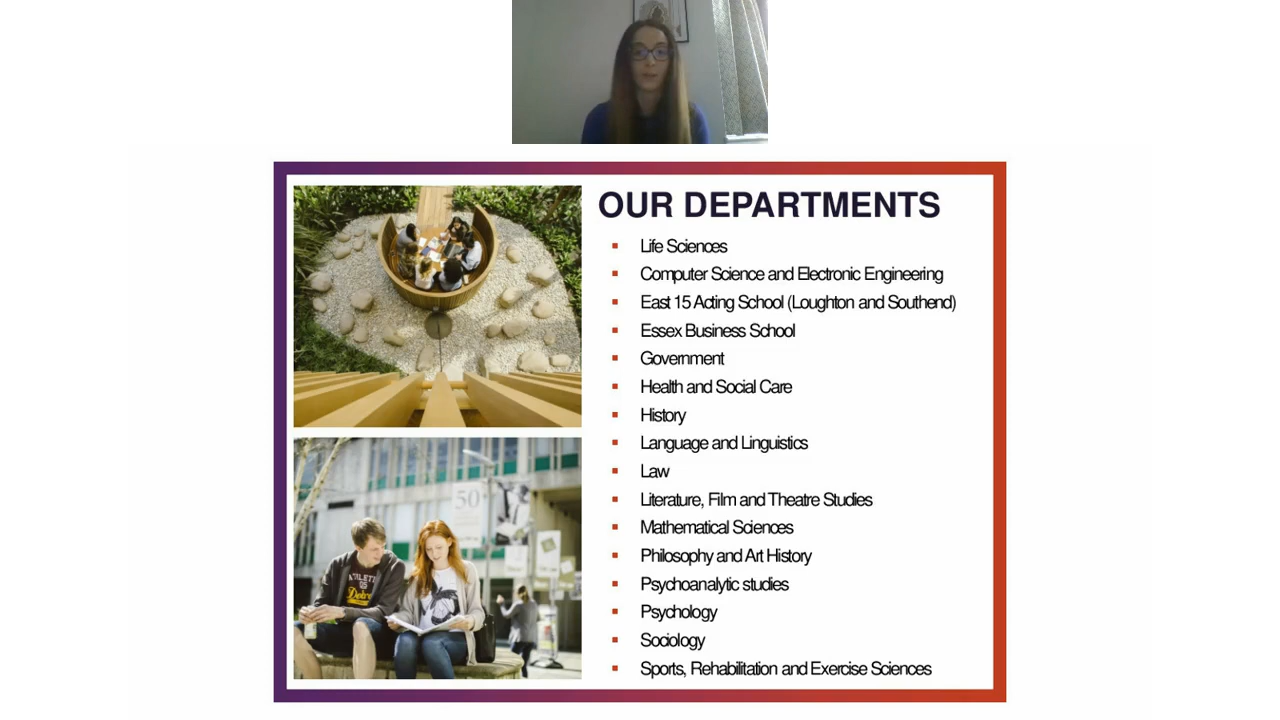 OUR DEPARTMENTS
Life Sciences
Computer Science and Electronic Engineering
East 15 Acting School (Loughton and Southend)
Essex Business School
Government
Health and Social Care
History
Language and Linguistics
Law
Literature, Film and Theatre Studies
Mathematical Sciences
Philosophy and Art History
Psychoanalytic studies
Psychology
Sociology
Sports, Rehabilitation and Exercise Sciences
50